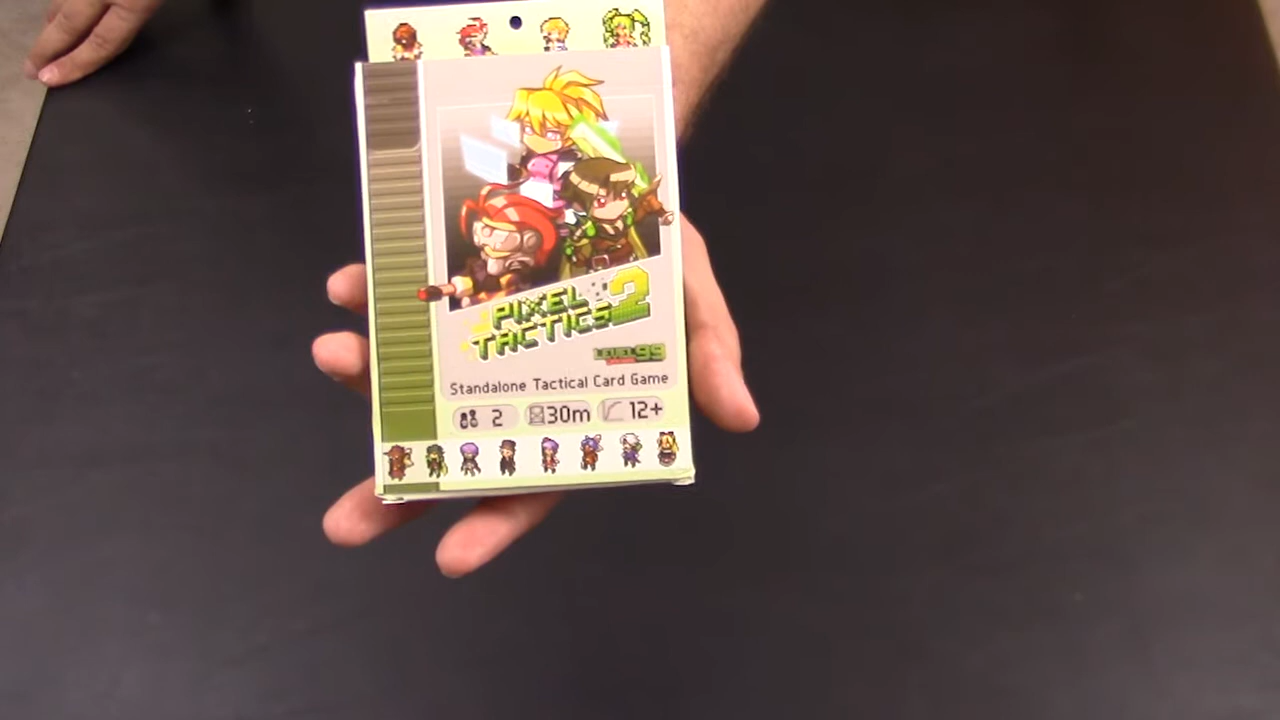 PIXEL
TACTICS 2
LEVEL 99
Standalone Tactical Card Game
2 30m 12+